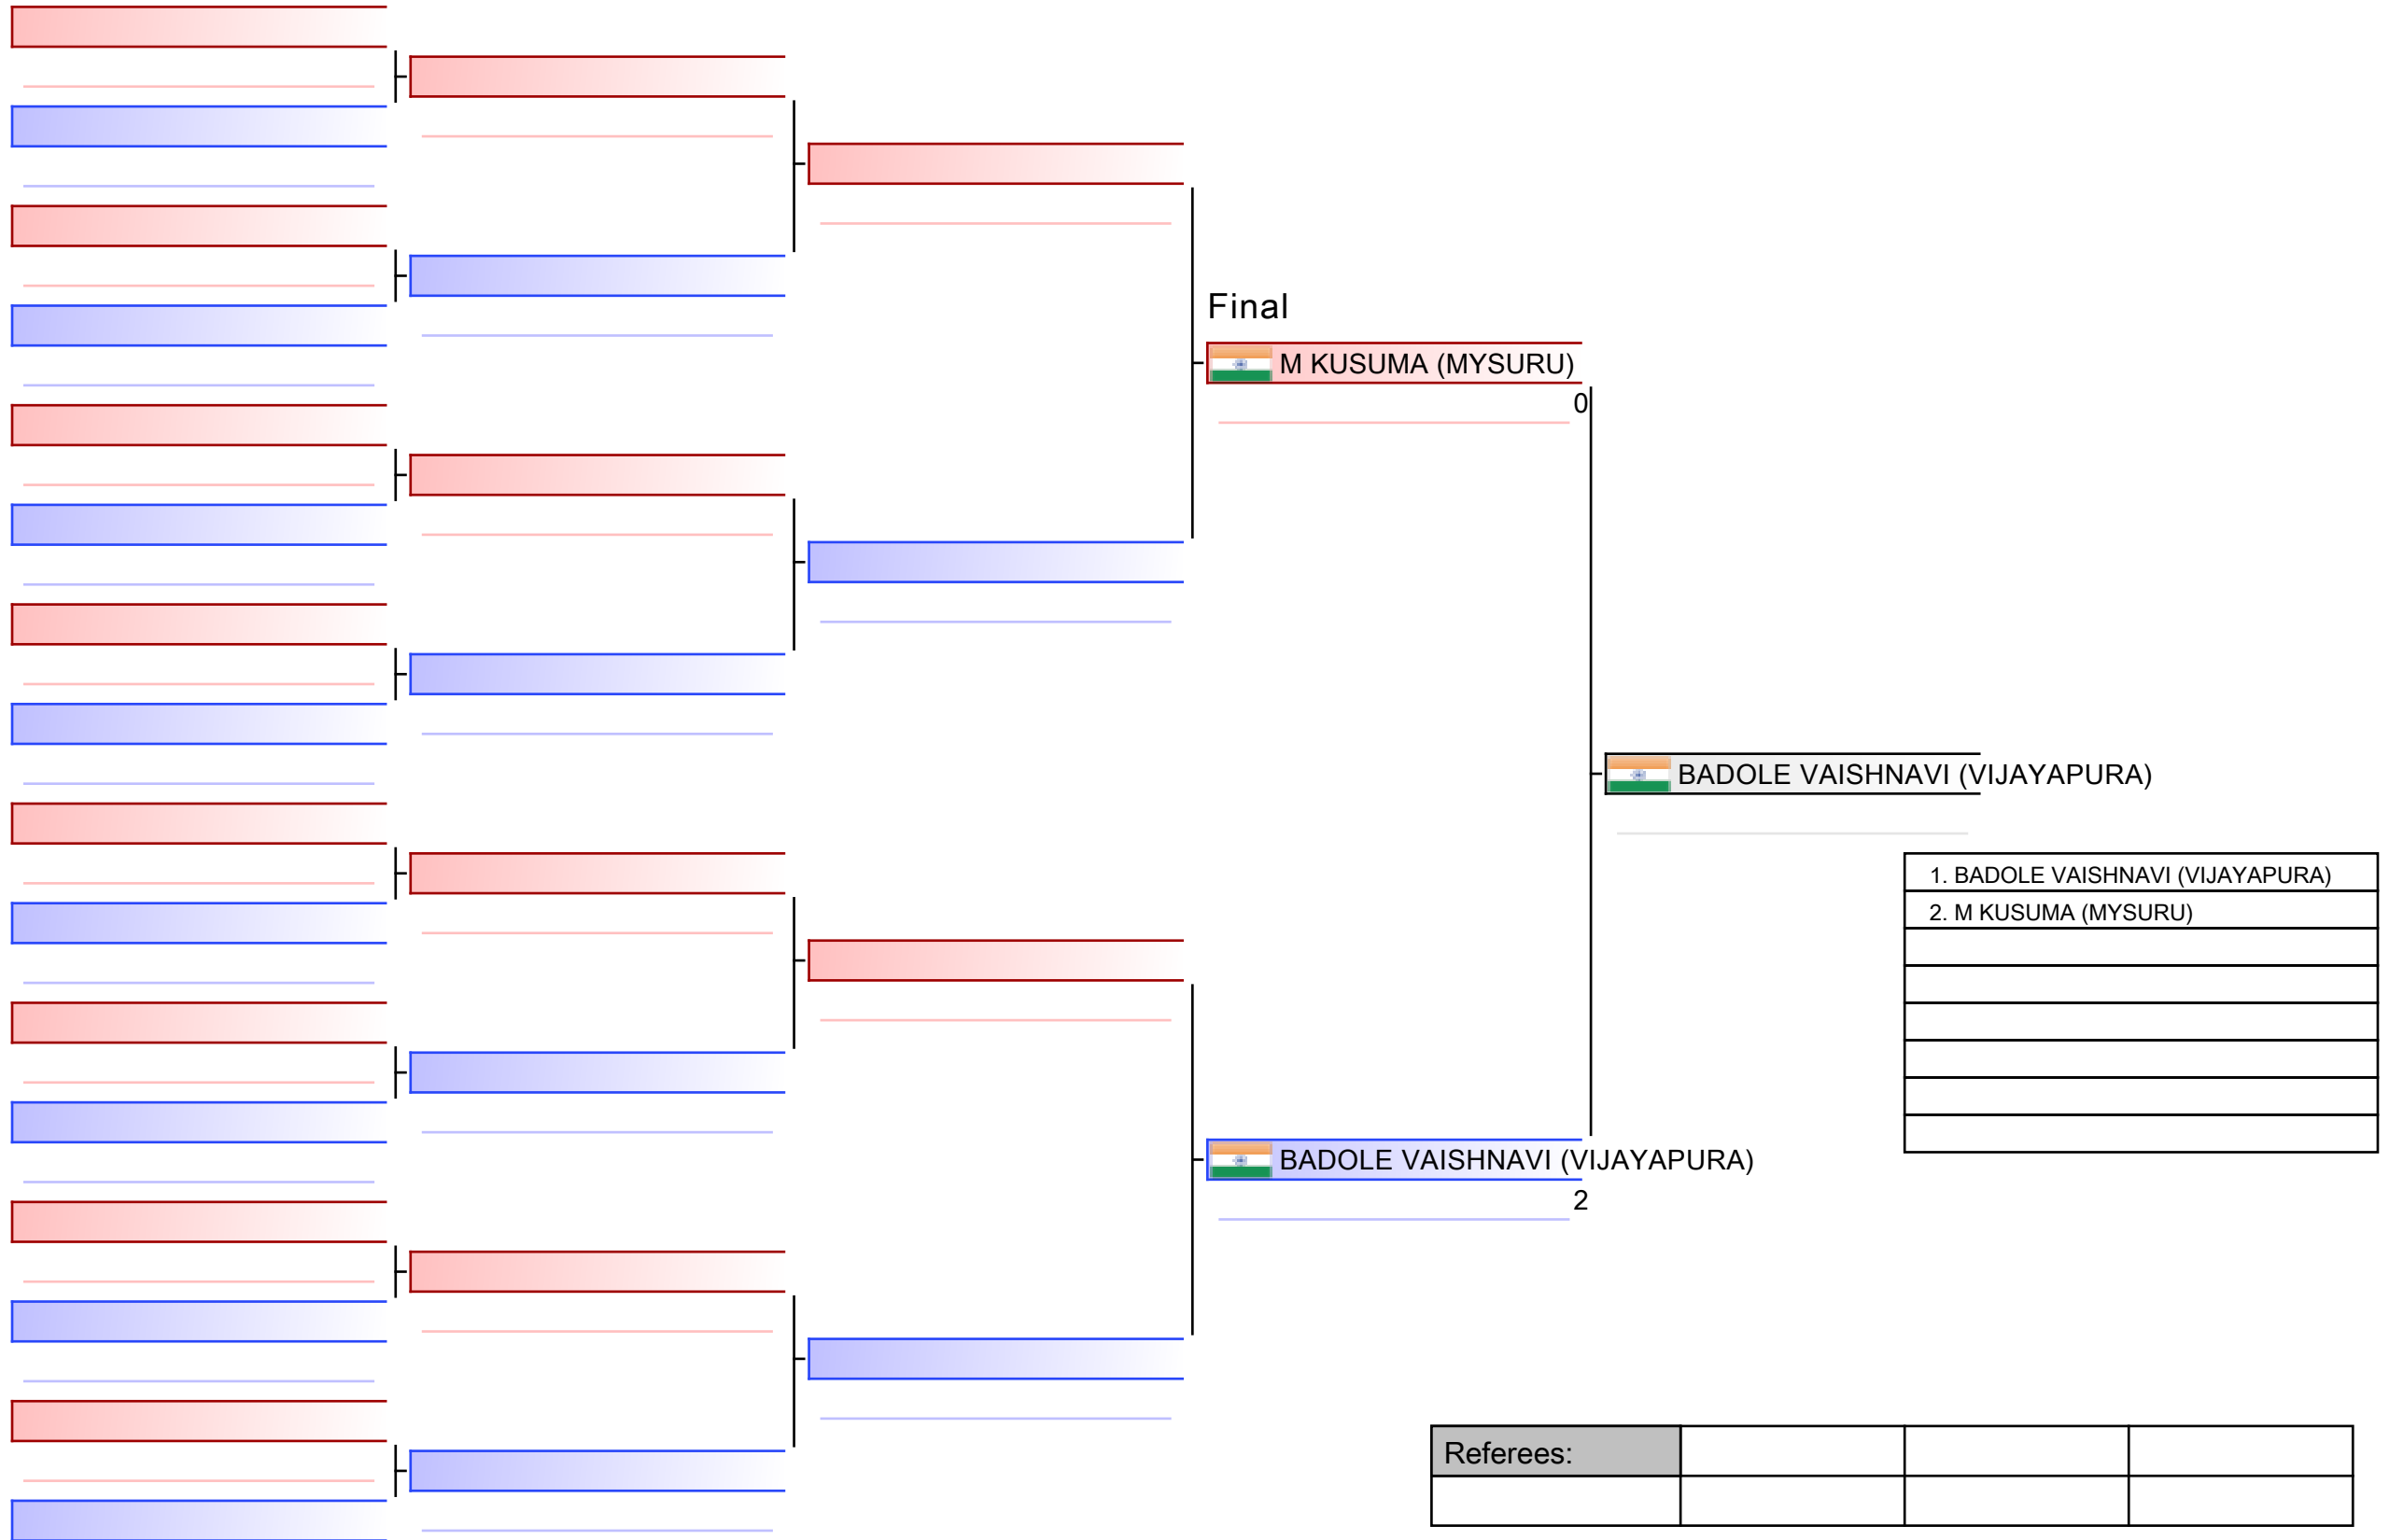 Final
M KUSUMA (MYSURU)
0
BADOLE VAISHNAVI (VIJAYAPURA)
1. BADOLE VAISHNAVI (VIJAYAPURA)
2. M KUSUMA (MYSURU)
BADOLE VAISHNAVI (VIJAYAPURA)
2
Referees: